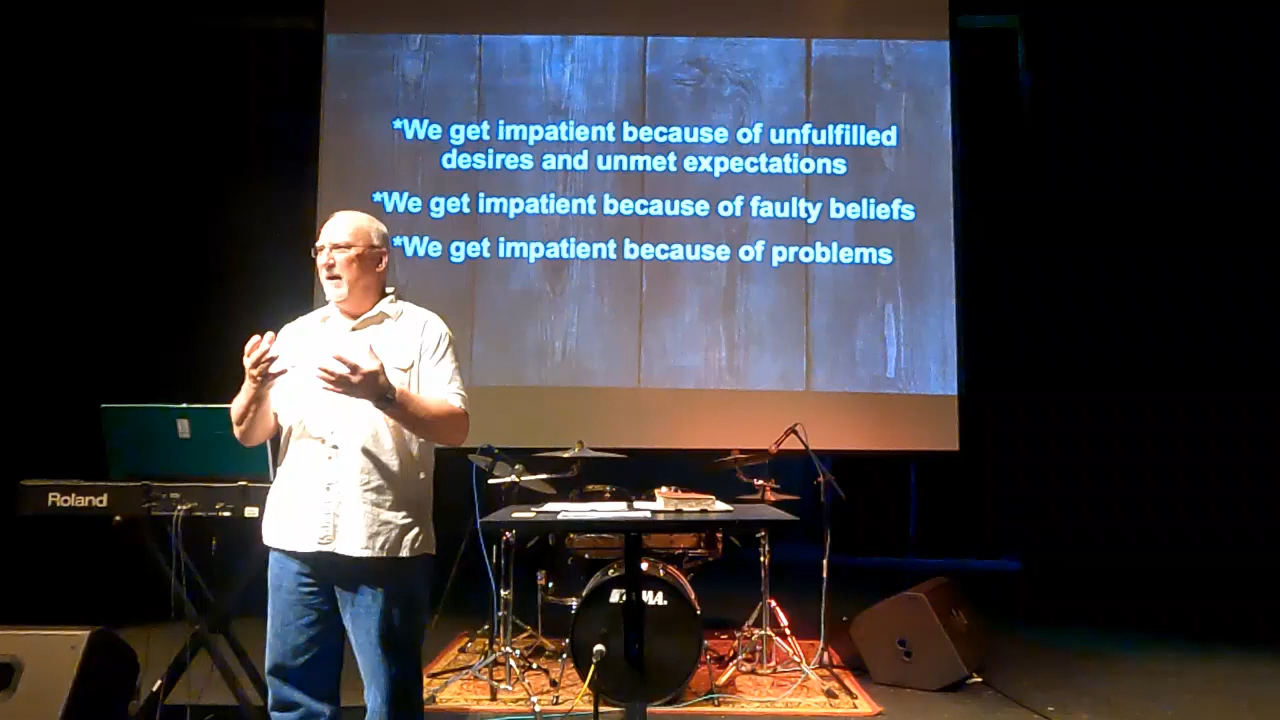 *We get impatient because of unfulfilled
desires and unmet expectations
*We get impatient because of faulty beliefs
*We get impatient because of problems
Roland
TAMA.